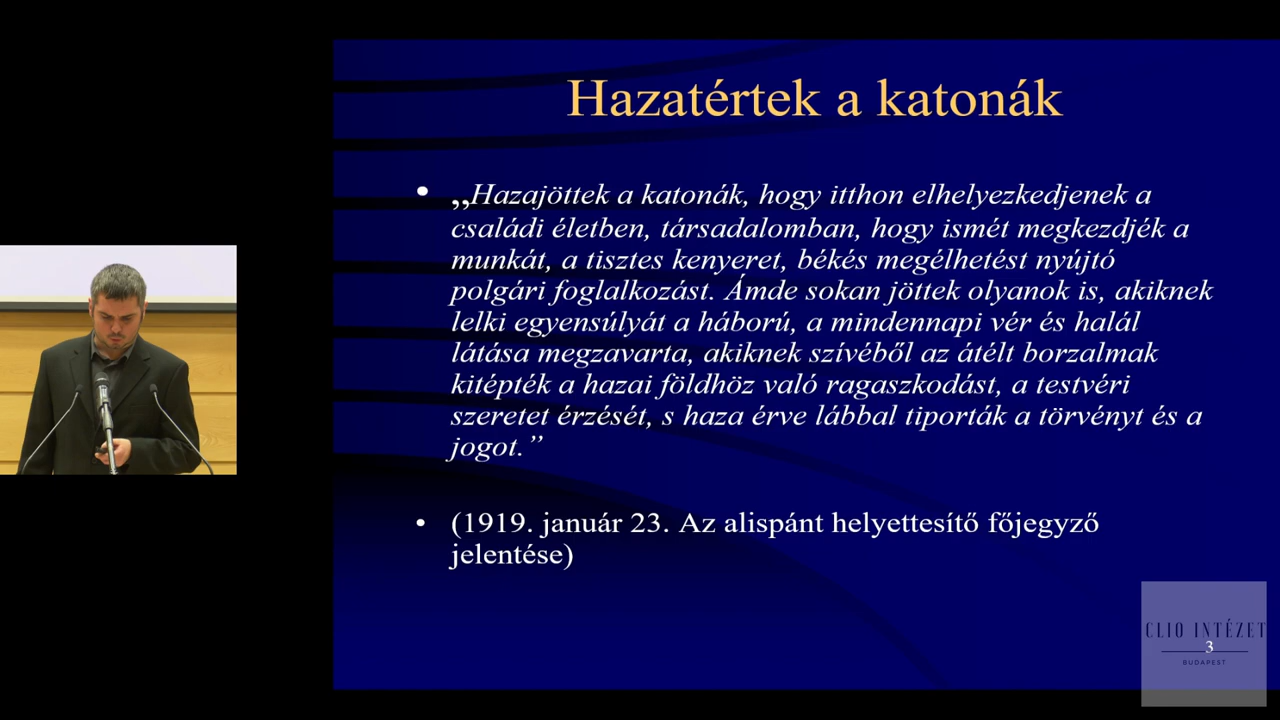 Hazatértek a katonák
• „Hazajöttek a katonák, hogy itthon elhelyezkedjenek a
családi életben, társadalomban, hogy ismét megkezdjék a
munkát, a tisztes kenyeret, békés megélhetést nyújtó
polgári foglalkozást. Ámde sokan jöttek olyanok is, akiknek
lelki egyensúlyát a háború, a mindennapi vér és halál
látása megzavarta, akiknek szívéből az átélt borzalmak
kitépték a hazai földhöz való ragaszkodást, a testvéri
szeretet érzését, s haza érve lábbal tiporták a törvényt és a
jogot.”
• (1919. január 23. Az alispánt helyettesítő főjegyző
jelentése)
CLIO INTÉZET
3
BUDAPEST